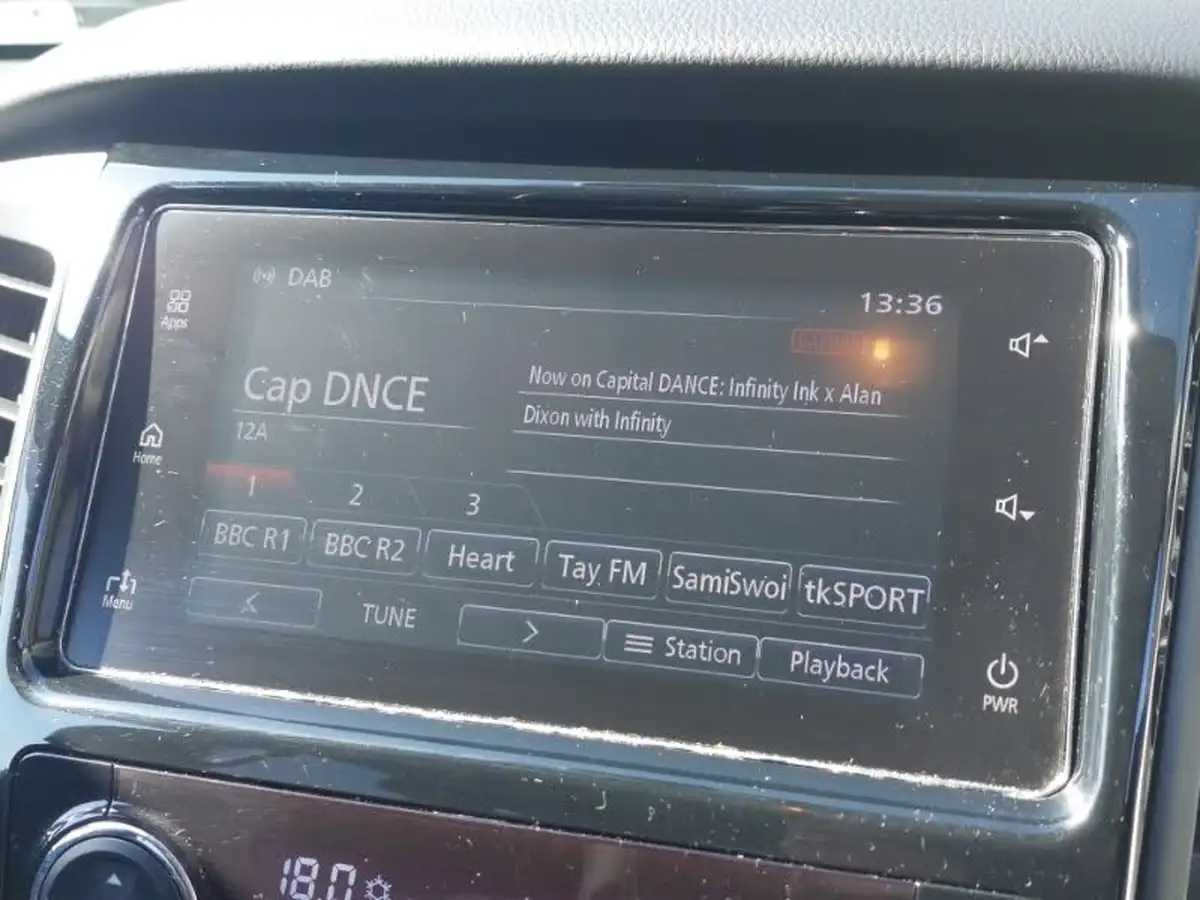 DAB
13:36
Apps
Cap DNCE
Now on Capital DANCE: Infinity Ink x Alan
Dixon with Infinity
12A
Home
1 2 3
BBC R1 BBC R2 Heart Tay FM SamiSwoi tkSPORT
Menu
TUNE Station Playback
PWR
18.0